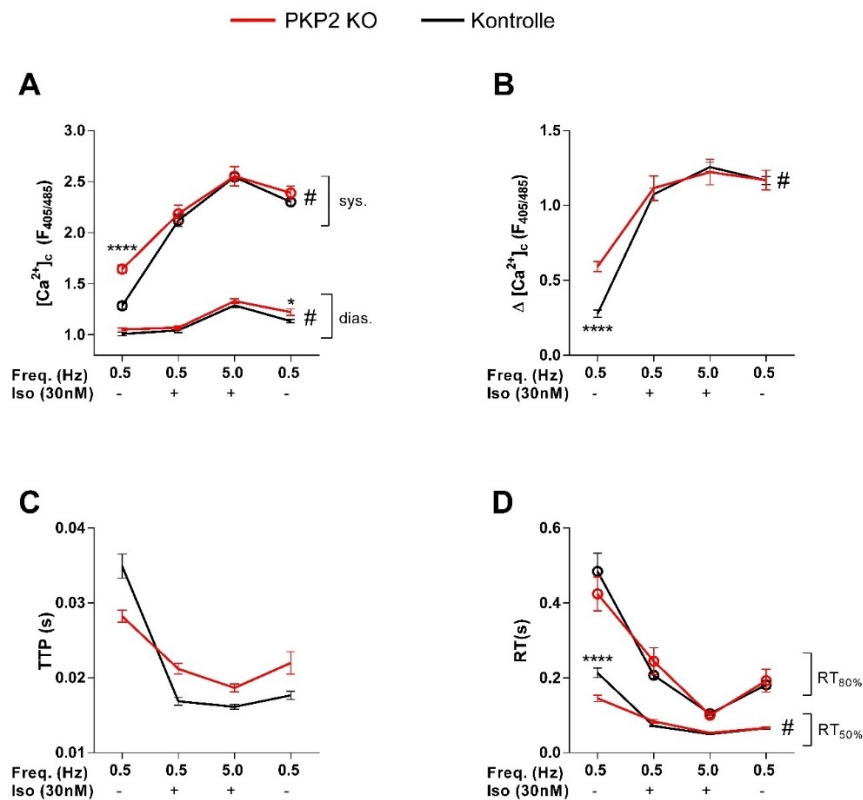 PKP2 KO Kontrolle
A
[Ca²⁺]c (F405/485)
3.0
2.5
2.0
1.5
1.0
****
*
# sys.
# dias.
Freq. (Hz) 0.5 0.5 5.0 0.5
Iso (30nM) - + + -
B
Δ [Ca²⁺]c (F405/485)
1.5
1.0
0.5
0.0
#
****
Freq. (Hz) 0.5 0.5 5.0 0.5
Iso (30nM) - + + -
C
TTP (s)
0.04
0.03
0.02
0.01
Freq. (Hz) 0.5 0.5 5.0 0.5
Iso (30nM) - + + -
D
RT(s)
0.6
0.4
0.2
0.0
****
RT80%
# RT50%
Freq. (Hz) 0.5 0.5 5.0 0.5
Iso (30nM) - + + -